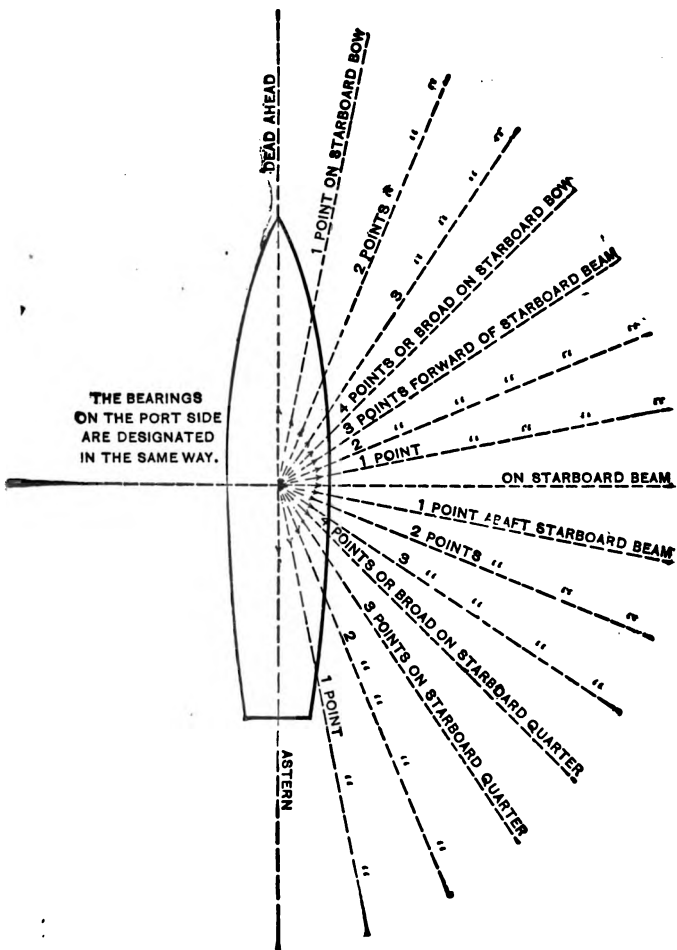 DEAD AHEAD
1 POINT ON STARBOARD BOW
2 POINTS " " "
3 " " " "
4 POINTS OR BROAD ON STARBOARD BOW
3 POINTS FORWARD OF STARBOARD BEAM
2 " " " " "
1 POINT " " " "
ON STARBOARD BEAM
1 POINT ABAFT STARBOARD BEAM
2 POINTS " " "
3 " " " "
4 POINTS OR BROAD ON STARBOARD QUARTER
3 POINTS ON STARBOARD QUARTER
2 " " " "
1 POINT " "
ASTERN
THE BEARINGS
ON THE PORT SIDE
ARE DESIGNATED
IN THE SAME WAY.